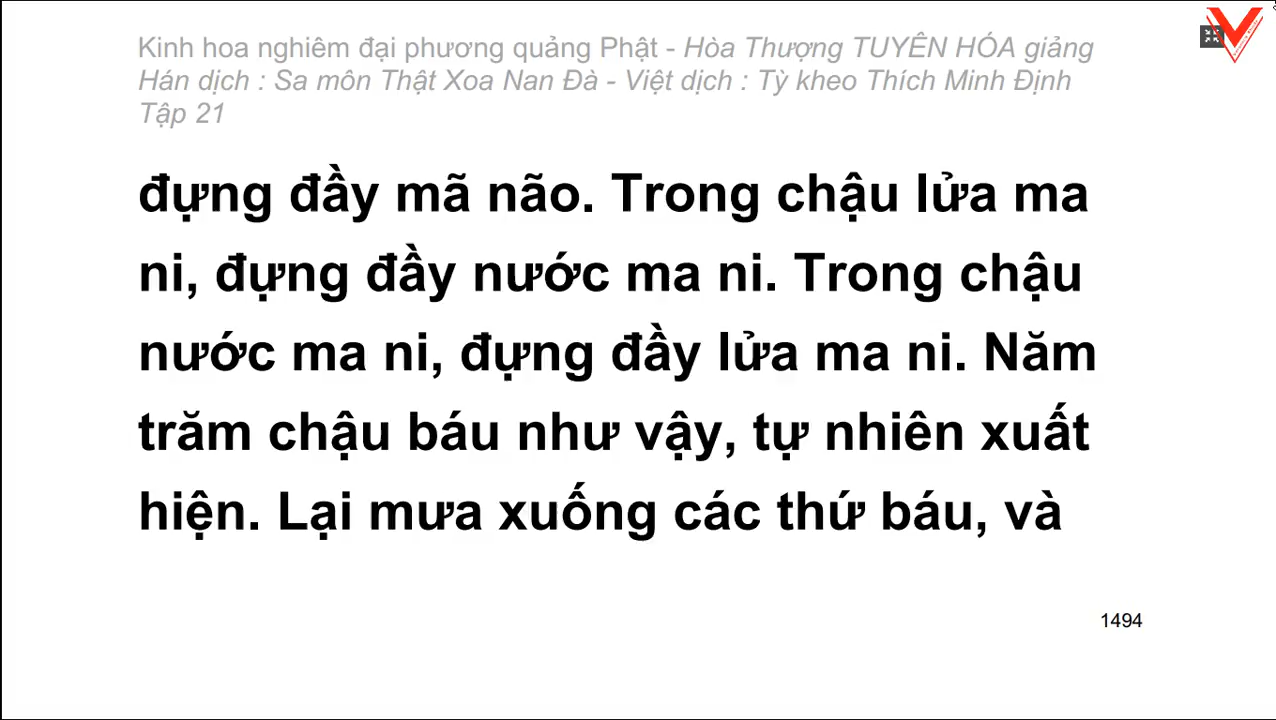 Kinh hoa nghiêm đại phương quảng Phật - Hòa Thượng TUYÊN HÓA giảng
Hán dịch : Sa môn Thật Xoa Nan Đà - Việt dịch : Tỳ kheo Thích Minh Định
Tập 21
đựng đầy mã não. Trong chậu lửa ma
ni, đựng đầy nước ma ni. Trong chậu
nước ma ni, đựng đầy lửa ma ni. Năm
trăm chậu báu như vậy, tự nhiên xuất
hiện. Lại mưa xuống các thứ báu, và
1494